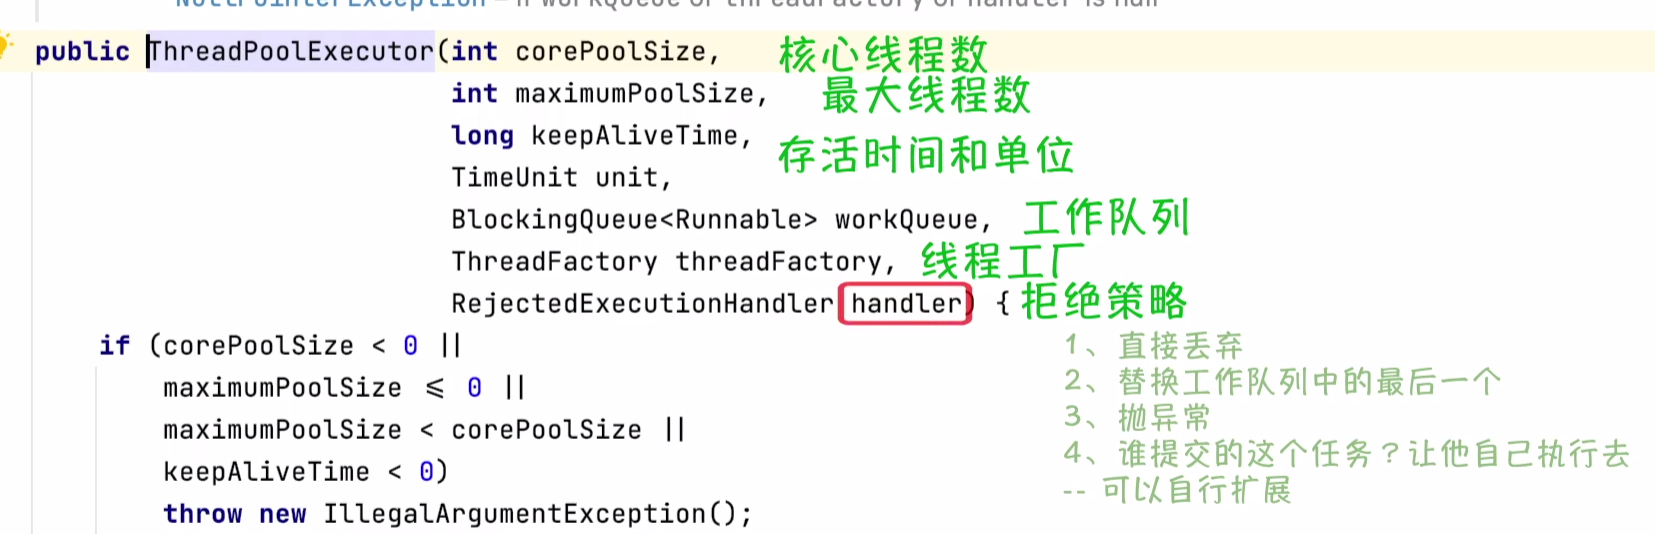 NullPointerException – if workQueue or threadFactory or handler is null
public ThreadPoolExecutor(int corePoolSize, 核心线程数
int maximumPoolSize, 最大线程数
long keepAliveTime,
存活时间和单位
TimeUnit unit,
BlockingQueue<Runnable> workQueue, 工作队列
ThreadFactory threadFactory, 线程工厂
RejectedExecutionHandler handler) { 拒绝策略
if (corePoolSize < 0 || 1、直接丢弃
maximumPoolSize ⩽ 0 || 2、替换工作队列中的最后一个
3、抛异常
maximumPoolSize < corePoolSize ||
4、谁提交的这个任务？让他自己执行去
keepAliveTime < 0)
-- 可以自行扩展
throw new IllegalArgumentException();